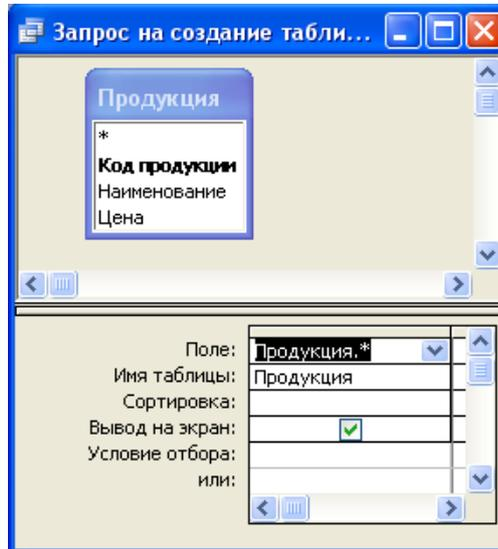 Запрос на создание табли...
Продукция
*
Код продукции
Наименование
Цена
Поле: Продукция.*
Имя таблицы: Продукция
Сортировка:
Вывод на экран:
Условие отбора:
или: